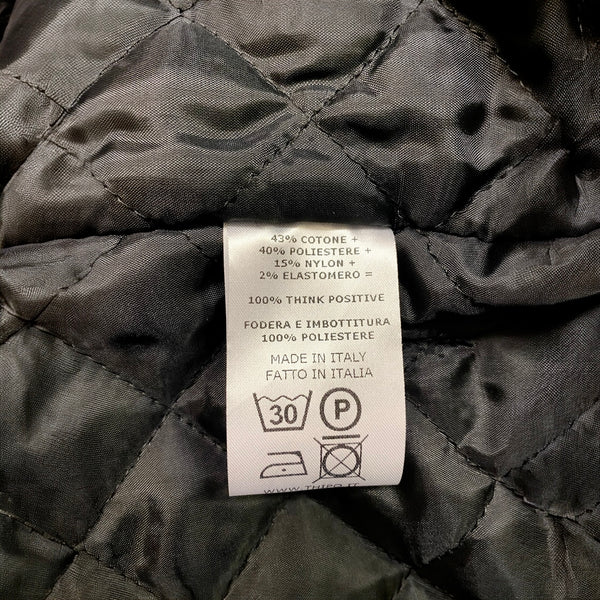 43% COTONE +
40% POLIESTERE +
15% NYLON +
2% ELASTOMERO =
100% THINK POSITIVE
FODERA E IMBOTTITURA
100% POLIESTERE
MADE IN ITALY
FATTO IN ITALIA
30 P